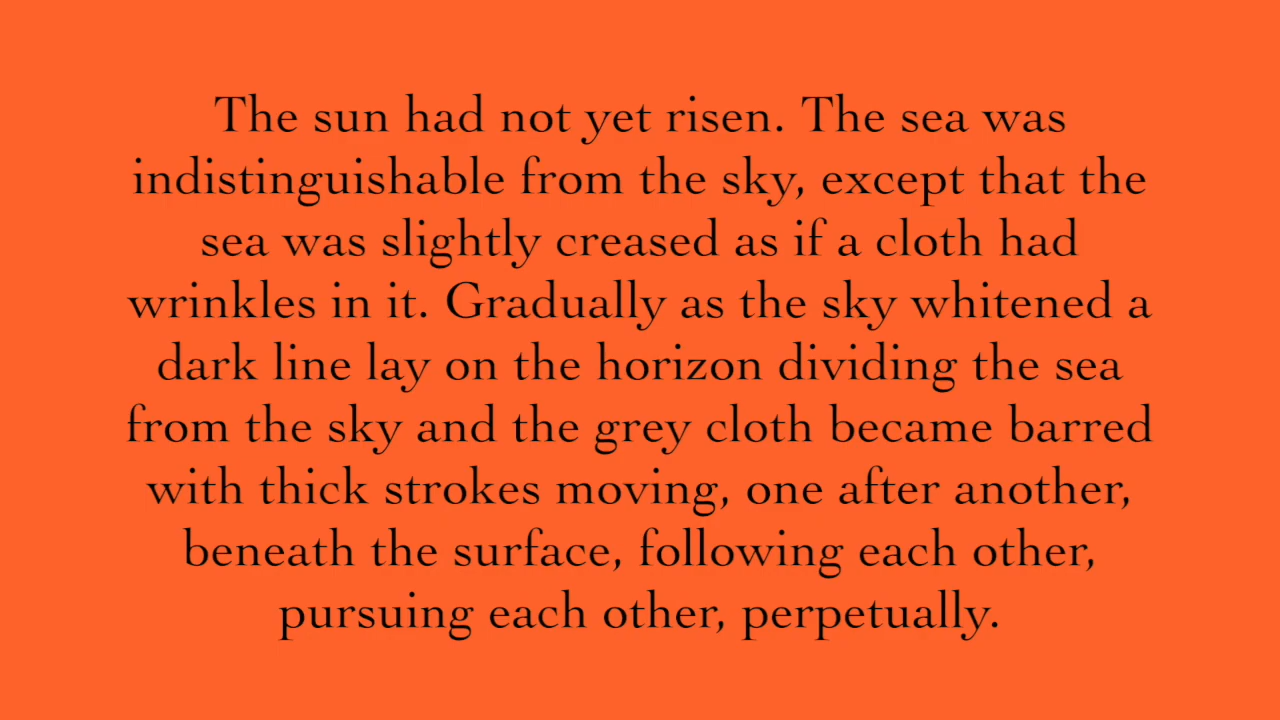 The sun had not yet risen. The sea was
indistinguishable from the sky, except that the
sea was slightly creased as if a cloth had
wrinkles in it. Gradually as the sky whitened a
dark line lay on the horizon dividing the sea
from the sky and the grey cloth became barred
with thick strokes moving, one after another,
beneath the surface, following each other,
pursuing each other, perpetually.